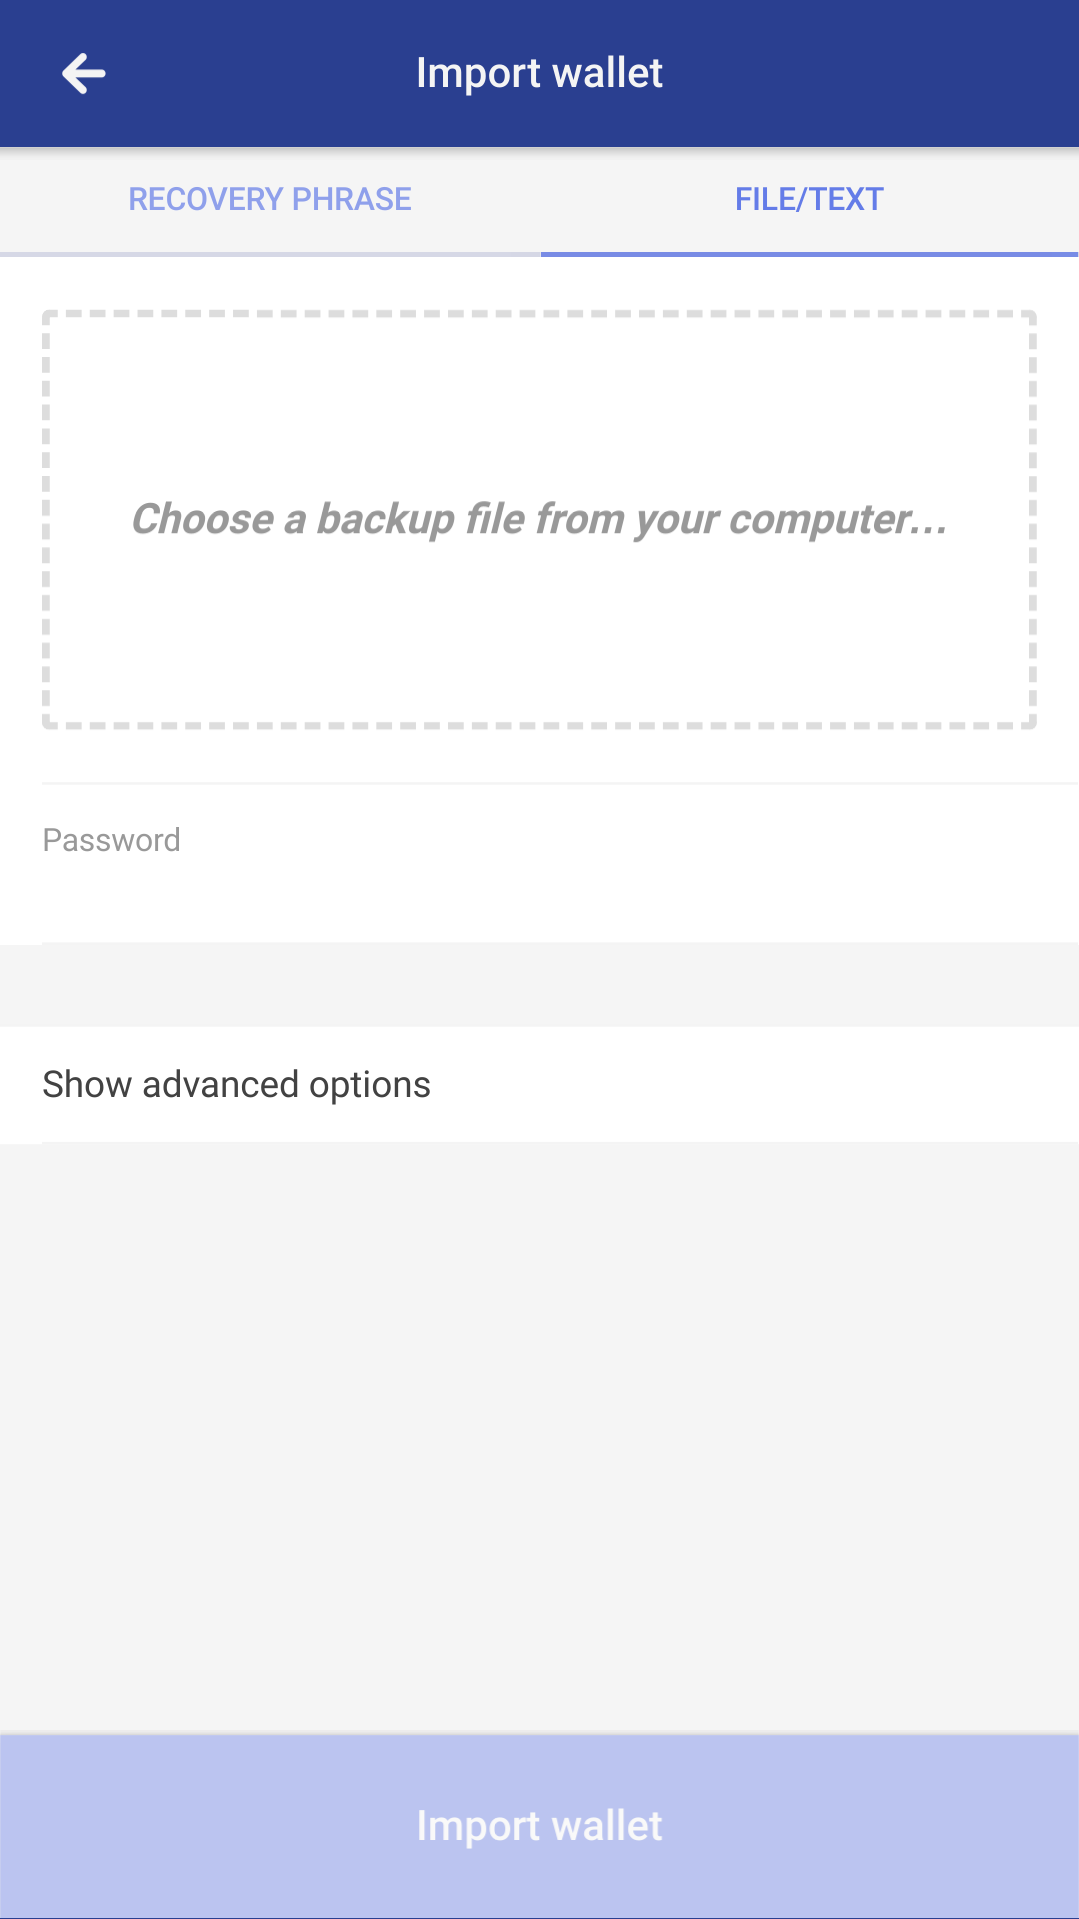 Import wallet
RECOVERY PHRASE
FILE/TEXT
Choose a backup file from your computer...
Password
Show advanced options
Import wallet